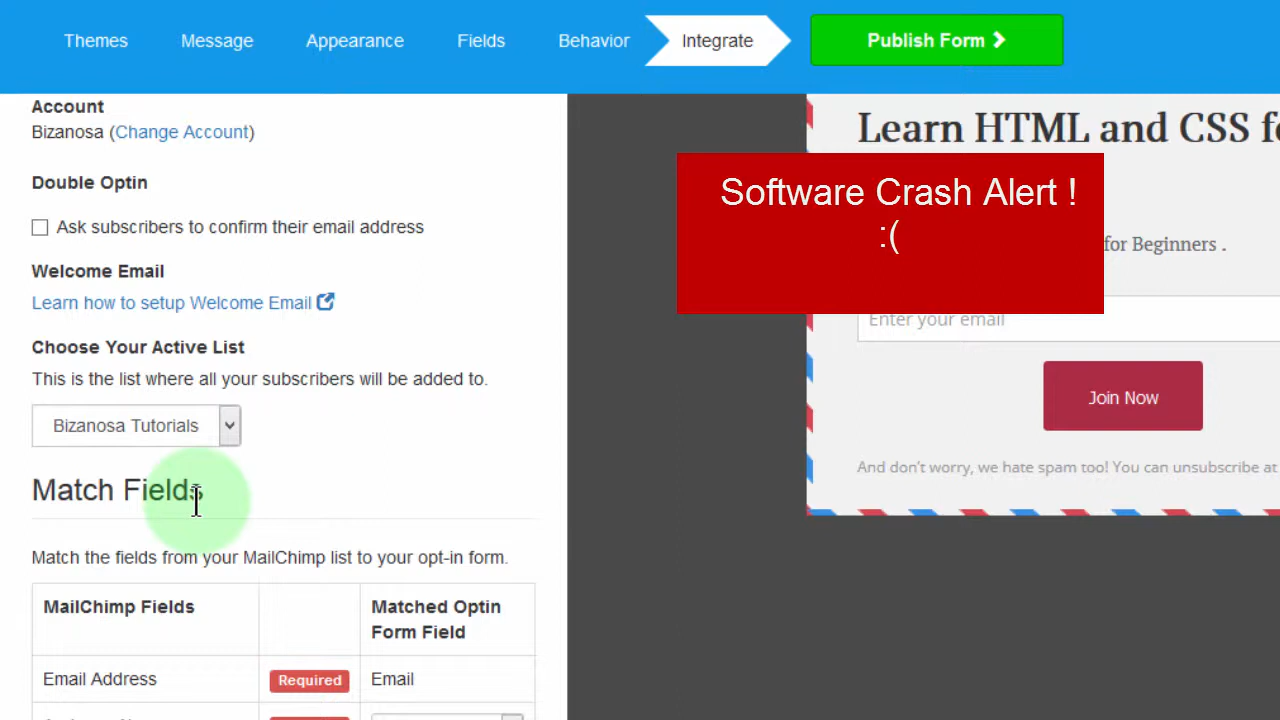 Themes
Message
Appearance
Fields
Behavior
Integrate
Publish Form
Account
Bizanosa (Change Account)
Double Optin
Ask subscribers to confirm their email address
Welcome Email
Learn how to setup Welcome Email
Choose Your Active List
This is the list where all your subscribers will be added to.
Bizanosa Tutorials
Match Fields
Match the fields from your MailChimp list to your opt-in form.
MailChimp Fields
Matched Optin
Form Field
Email Address
Required
Email
Learn HTML and CSS
Software Crash Alert !
:(
for Beginners .
Enter your email
Join Now
And don't worry, we hate spam too! You can unsubscribe at